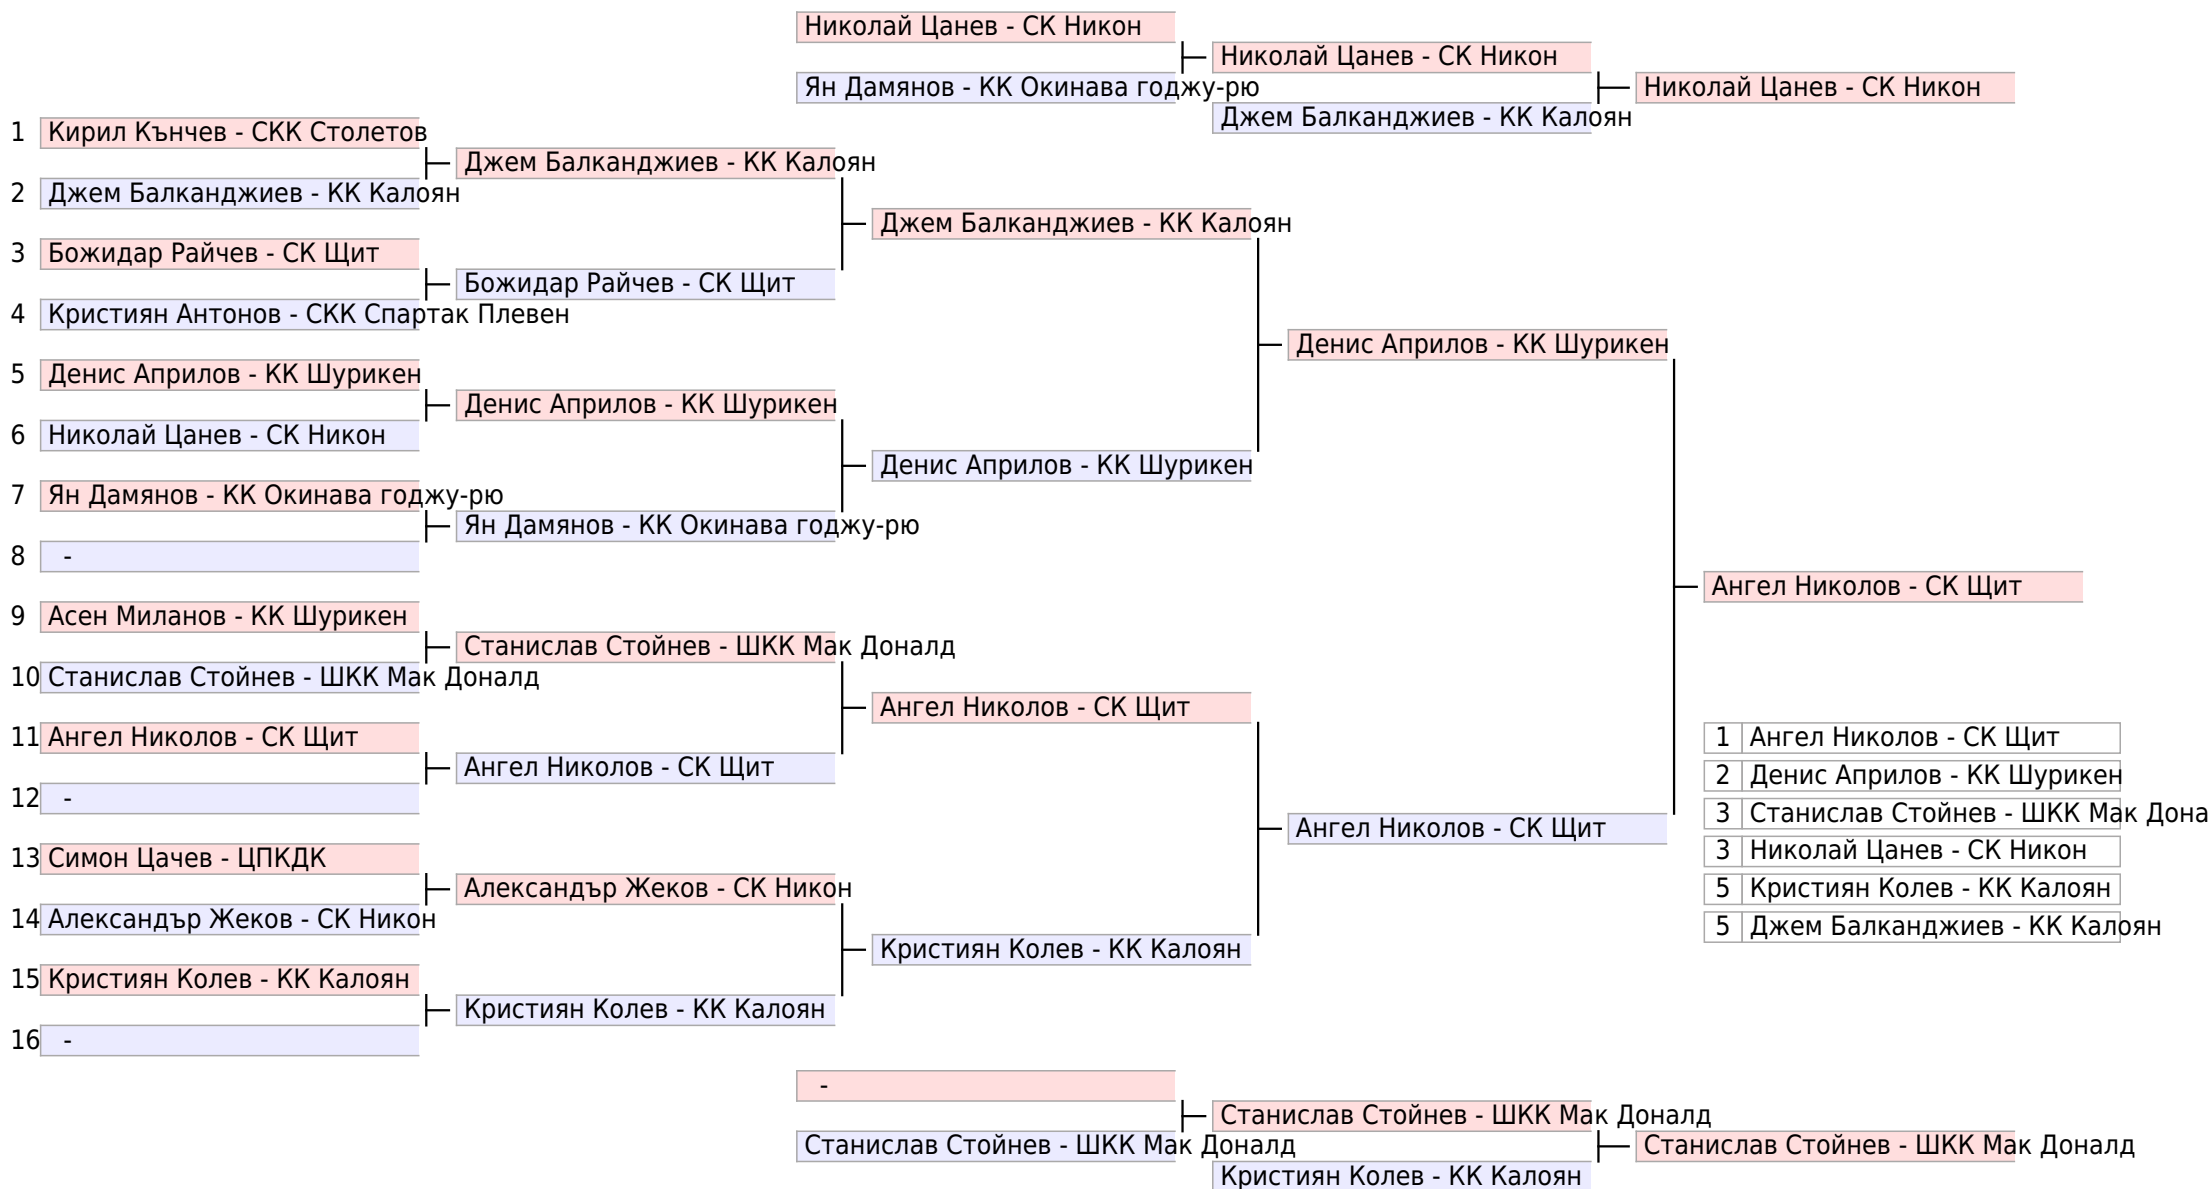 Николай Цанев - СК Никон
Николай Цанев - СК Никон
Ян Дамянов - КК Окинава годжу-рю
Николай Цанев - СК Никон
Джем Балканджиев - КК Калоян
1 Кирил Кънчев - СКК Столетов
Джем Балканджиев - КК Калоян
2 Джем Балканджиев - КК Калоян
Джем Балканджиев - КК Калоян
3 Божидар Райчев - СК Щит
Божидар Райчев - СК Щит
4 Кристиян Антонов - СКК Спартак Плевен
Денис Априлов - КК Шурикен
5 Денис Априлов - КК Шурикен
Денис Априлов - КК Шурикен
6 Николай Цанев - СК Никон
Денис Априлов - КК Шурикен
7 Ян Дамянов - КК Окинава годжу-рю
Ян Дамянов - КК Окинава годжу-рю
8 -
Ангел Николов - СК Щит
9 Асен Миланов - КК Шурикен
Станислав Стойнев - ШКК Мак Доналд
10 Станислав Стойнев - ШКК Мак Доналд
Ангел Николов - СК Щит
11 Ангел Николов - СК Щит
1 Ангел Николов - СК Щит
Ангел Николов - СК Щит
2 Денис Априлов - КК Шурикен
12 -
3 Станислав Стойнев - ШКК Мак Дона
Ангел Николов - СК Щит
13 Симон Цачев - ЦПКДК
3 Николай Цанев - СК Никон
Александър Жеков - СК Никон
5 Кристиян Колев - КК Калоян
14 Александър Жеков - СК Никон
5 Джем Балканджиев - КК Калоян
Кристиян Колев - КК Калоян
15 Кристиян Колев - КК Калоян
Кристиян Колев - КК Калоян
16 -
-
Станислав Стойнев - ШКК Мак Доналд
Станислав Стойнев - ШКК Мак Доналд
Станислав Стойнев - ШКК Мак Доналд
Кристиян Колев - КК Калоян